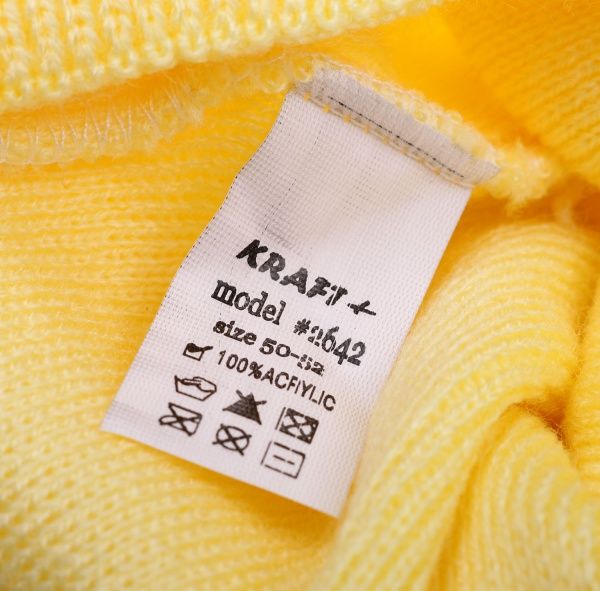 KRAFT +
model #2642
size 50-52
100% ACRYLIC